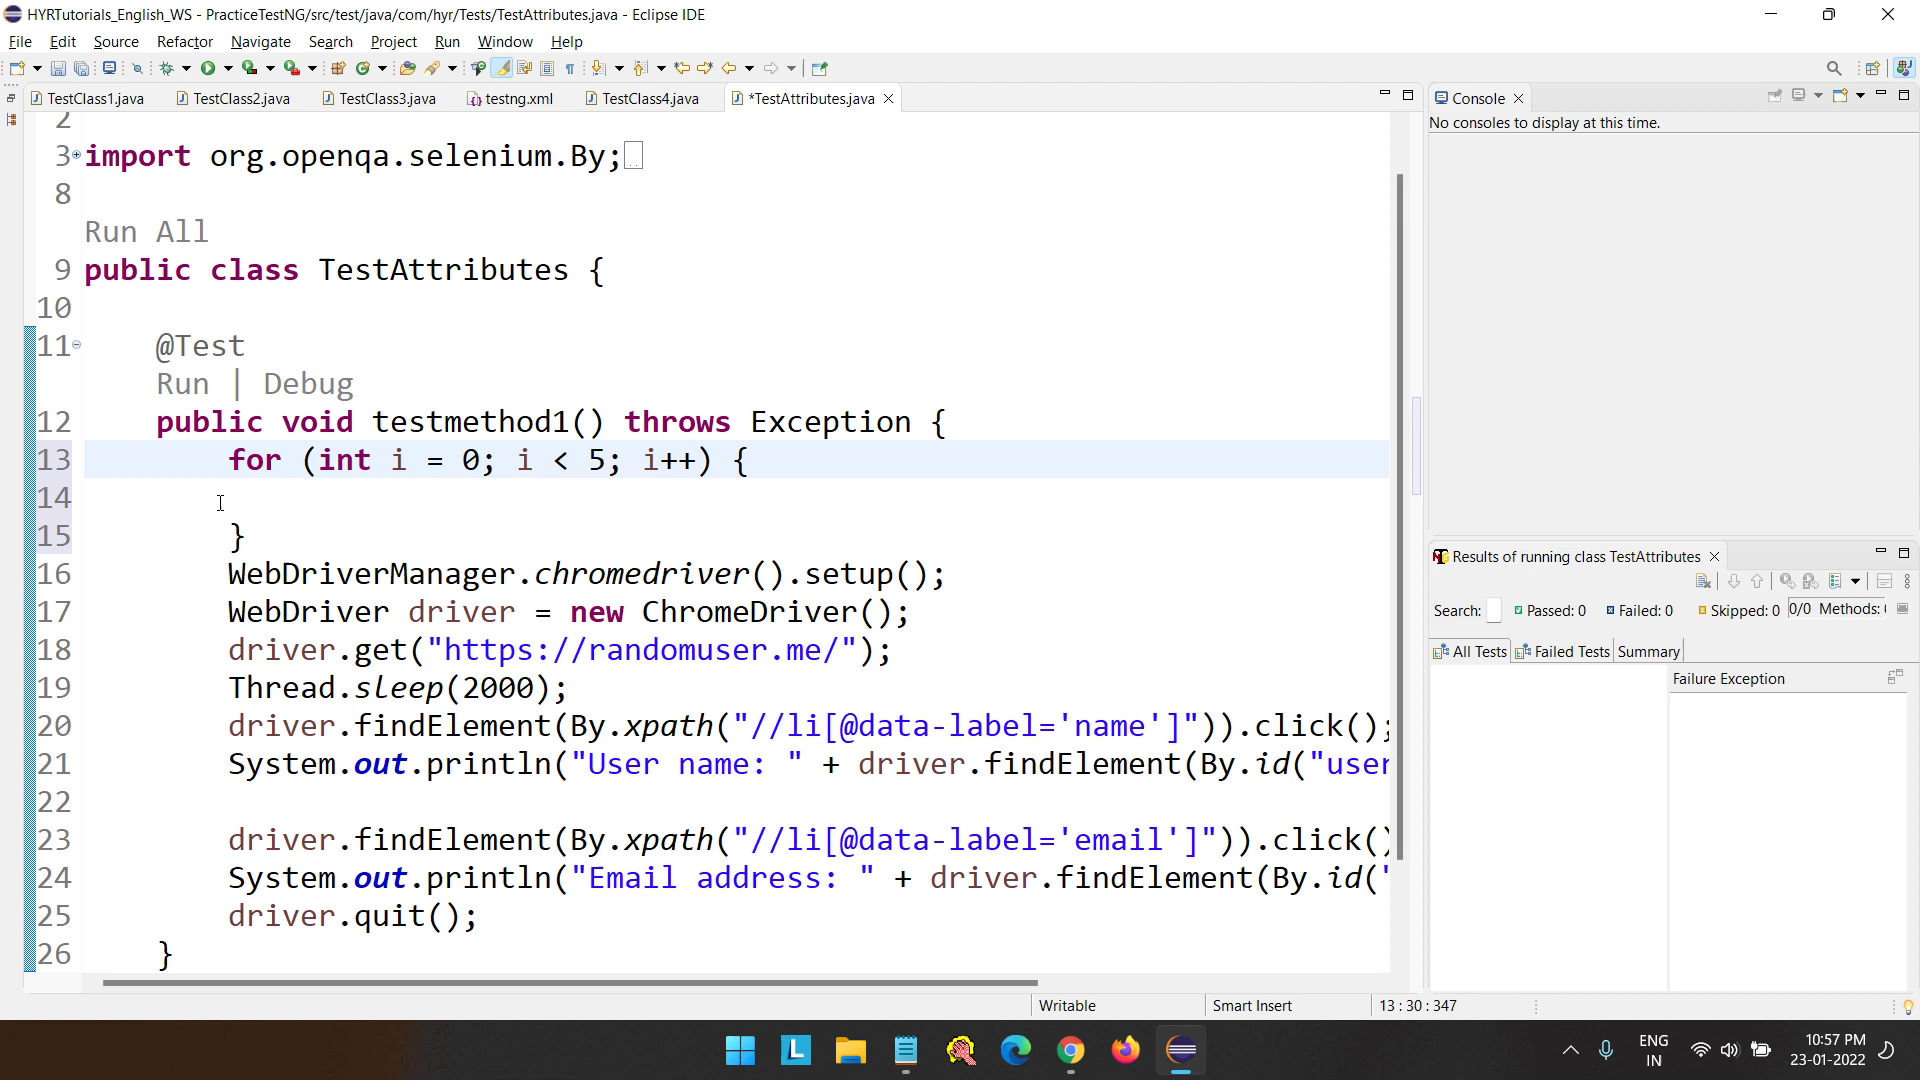 HYRTutorials_English_WS - PracticeTestNG/src/test/java/com/hyr/Tests/TestAttributes.java - Eclipse IDE
File Edit Source Refactor Navigate Search Project Run Window Help
TestClass1.java TestClass2.java TestClass3.java testng.xml TestClass4.java *TestAttributes.java
2
3 import org.openqa.selenium.By;
8
Run All
9 public class TestAttributes {
10
11 @Test
Run | Debug
12 public void testmethod1() throws Exception {
13 for (int i = 0; i < 5; i++) {
14
15 }
16 WebDriverManager.chromedriver().setup();
17 WebDriver driver = new ChromeDriver();
18 driver.get("https://randomuser.me/");
19 Thread.sleep(2000);
20 driver.findElement(By.xpath("//li[@data-label='name']")).click();
21 System.out.println("User name: " + driver.findElement(By.id("user
22
23 driver.findElement(By.xpath("//li[@data-label='email']")).click()
24 System.out.println("Email address: " + driver.findElement(By.id("
25 driver.quit();
26 }
Console
No consoles to display at this time.
Results of running class TestAttributes
Search: Passed: 0 Failed: 0 Skipped: 0 0/0 Methods:
All Tests Failed Tests Summary
Failure Exception
Writable Smart Insert 13 : 30 : 347
L
ENG
IN
10:57 PM
23-01-2022